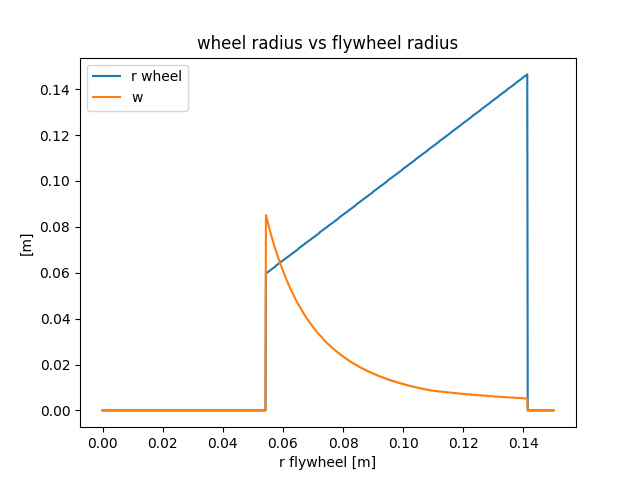 wheel radius vs flywheel radius
r wheel
w
[m]
0.14
0.12
0.10
0.08
0.06
0.04
0.02
0.00
0.00 0.02 0.04 0.06 0.08 0.10 0.12 0.14
r flywheel [m]